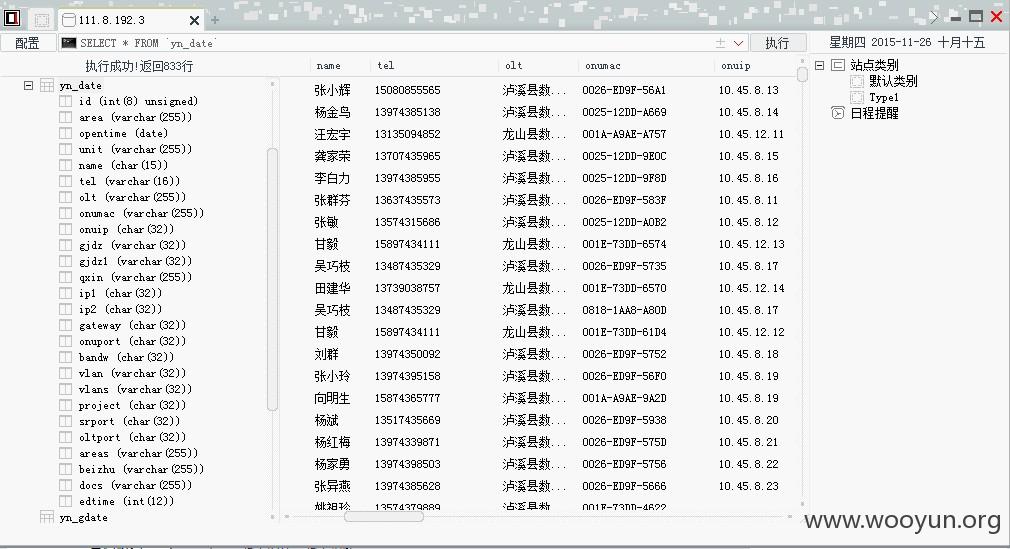 111.8.192.3
配置 SELECT * FROM `yn_date` 执行 星期四 2015-11-26 十月十五
执行成功!返回833行
yn_date
id (int(8) unsigned)
area (varchar(255))
opentime (date)
unit (varchar(255))
name (char(15))
tel (varchar(16))
olt (varchar(255))
onumac (varchar(255))
onuip (char(32))
gjdz (varchar(32))
gjdz1 (varchar(32))
qxin (varchar(255))
ip1 (char(32))
ip2 (char(32))
gateway (char(32))
onuport (char(32))
bandw (char(32))
vlan (char(32))
vlans (varchar(32))
project (char(32))
srport (char(32))
oltport (char(32))
areas (varchar(255))
beizhu (varchar(255))
docs (varchar(255))
edtime (int(12))
yn_gdate
name tel olt onumac onuip
张小辉 15080855565 泸溪县数... 0026-ED9F-56A1 10.45.8.13
杨金鸟 13974385138 泸溪县数... 0025-12DD-A669 10.45.8.14
汪宏宇 13135094852 龙山县数... 001A-A9AE-A757 10.45.12.11
龚家荣 13707435965 泸溪县数... 0025-12DD-9E0C 10.45.8.15
李白力 13974385955 泸溪县数... 0025-12DD-9F8D 10.45.8.16
张群芬 13637435573 泸溪县数... 0026-ED9F-583F 10.45.8.11
张敏 13574315686 泸溪县数... 0025-12DD-A0B2 10.45.8.12
甘毅 15897434111 龙山县数... 001E-73DD-6574 10.45.12.13
吴巧枝 13487435329 泸溪县数... 0026-ED9F-5735 10.45.8.17
田建华 13739038757 龙山县数... 001E-73DD-6570 10.45.12.14
吴巧枝 13487435329 泸溪县数... 0818-1AA8-A80D 10.45.8.17
甘毅 15897434111 龙山县数... 001E-73DD-61D4 10.45.12.12
刘群 13974350092 泸溪县数... 0026-ED9F-5752 10.45.8.18
张小玲 13974395158 泸溪县数... 0026-ED9F-56F0 10.45.8.19
向明生 15874365777 泸溪县数... 001A-A9AE-9A2D 10.45.8.19
杨斌 13517435669 泸溪县数... 0026-ED9F-5938 10.45.8.20
杨红梅 13974339871 泸溪县数... 0026-ED9F-575D 10.45.8.21
杨家勇 13974398503 泸溪县数... 0026-ED9F-5756 10.45.8.22
张异燕 13974385628 泸溪县数... 0026-ED9F-5666 10.45.8.23
13574379889
站点类别
默认类别
Type1
日程提醒
www.wooyun.org